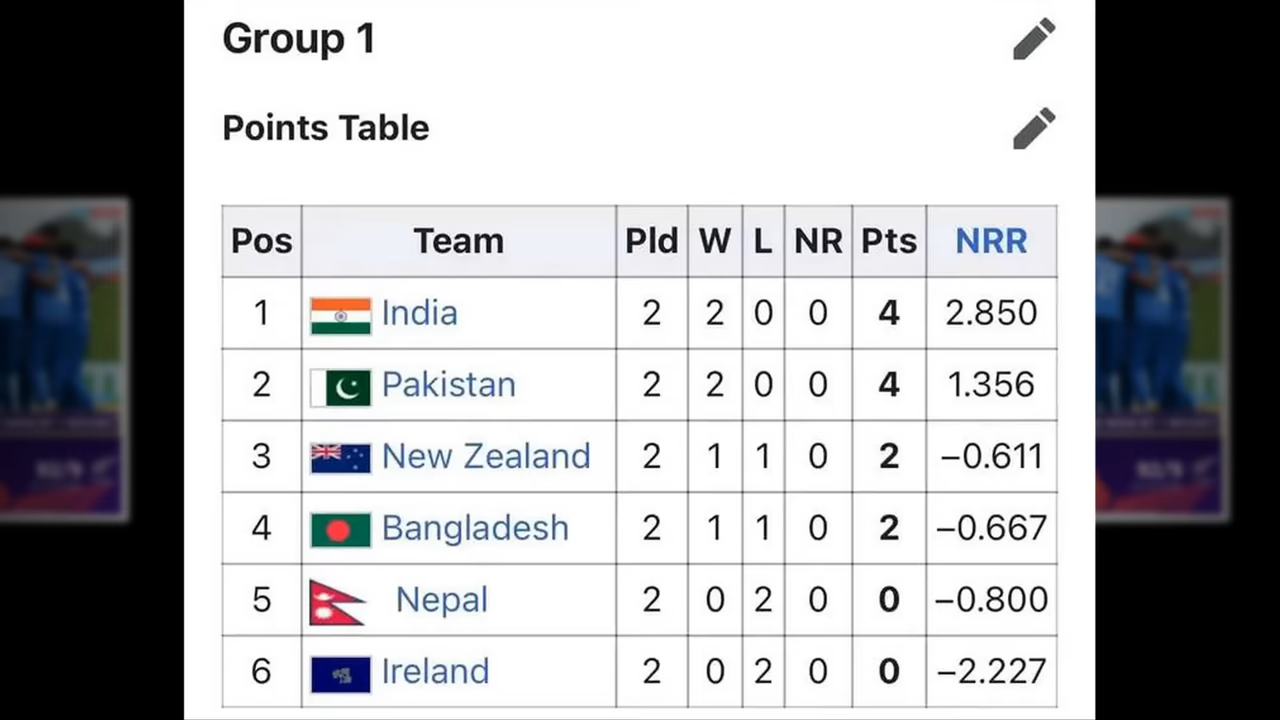 Group 1
Points Table
Pos Team Pld W L NR Pts NRR
1 India 2 2 0 0 4 2.850
2 Pakistan 2 2 0 0 4 1.356
3 New Zealand 2 1 1 0 2 −0.611
4 Bangladesh 2 1 1 0 2 −0.667
5 Nepal 2 0 2 0 0 −0.800
6 Ireland 2 0 2 0 0 −2.227